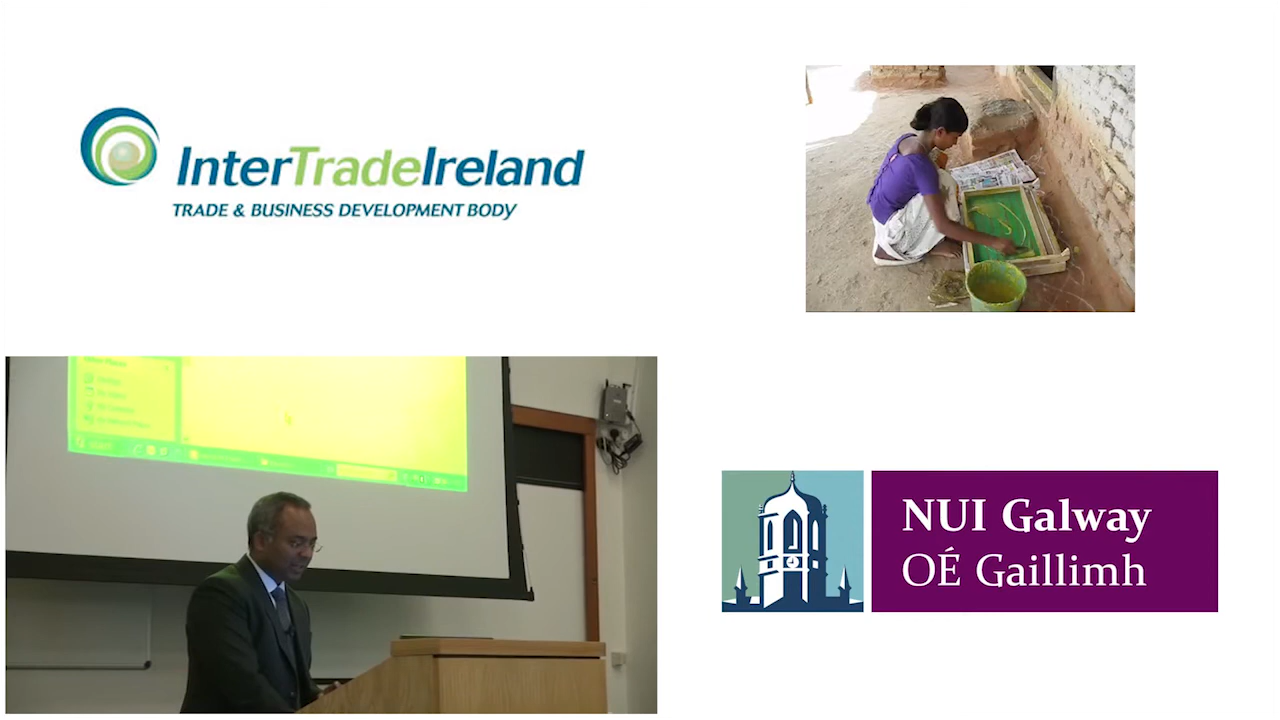 InterTradeIreland
TRADE & BUSINESS DEVELOPMENT BODY
NUI Galway
OÉ Gaillimh